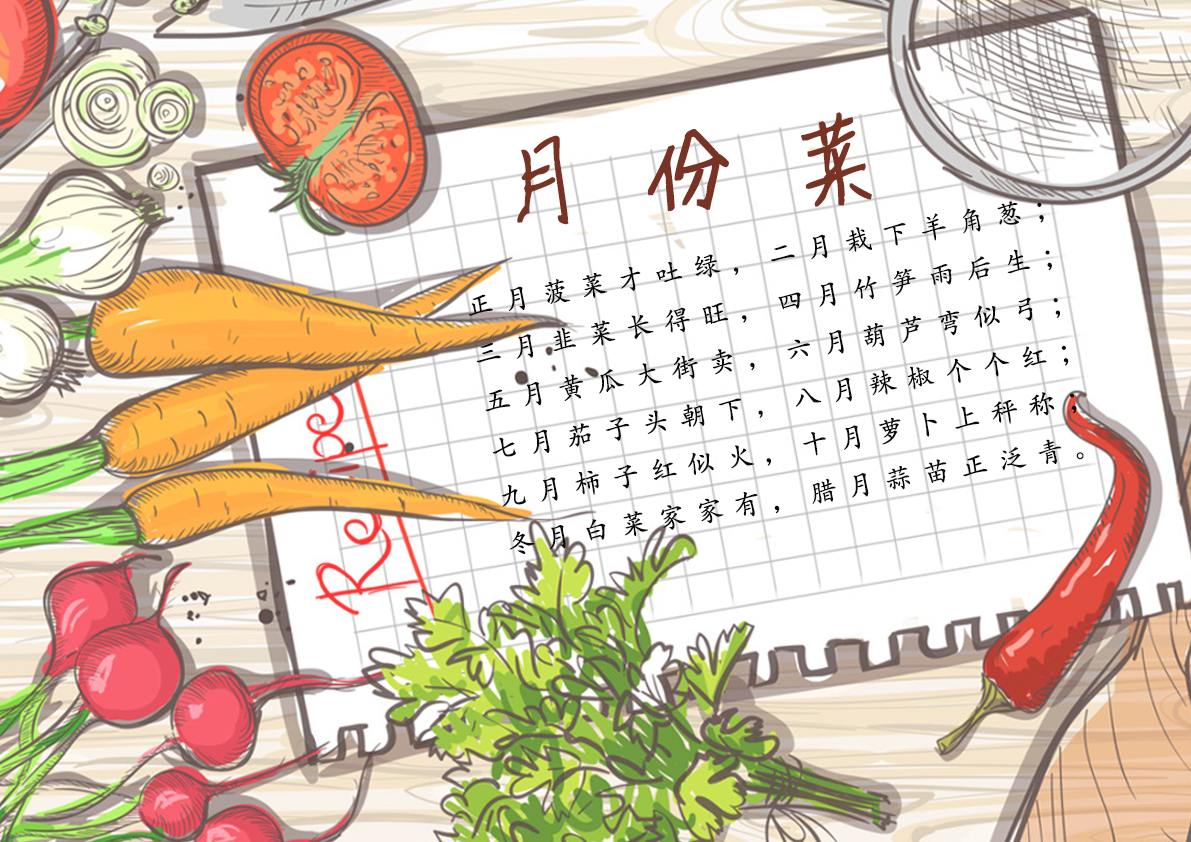 月份菜
正月菠菜才吐绿，二月栽下羊角葱；
三月韭菜长得旺，四月竹笋雨后生；
五月黄瓜大街卖，六月葫芦弯似弓；
七月茄子头朝下，八月辣椒个个红；
九月柿子红似火，十月萝卜上秤称；
冬月白菜家家有，腊月蒜苗正泛青。